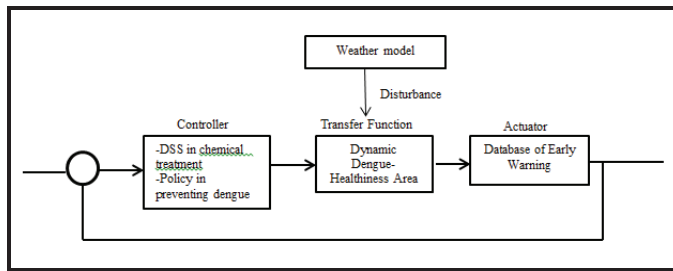 Weather model
Disturbance
Controller
Transfer Function
Actuator
-DSS in chemical
treatment
-Policy in
preventing dengue
Dynamic
Dengue-
Healthiness Area
Database of Early
Warning